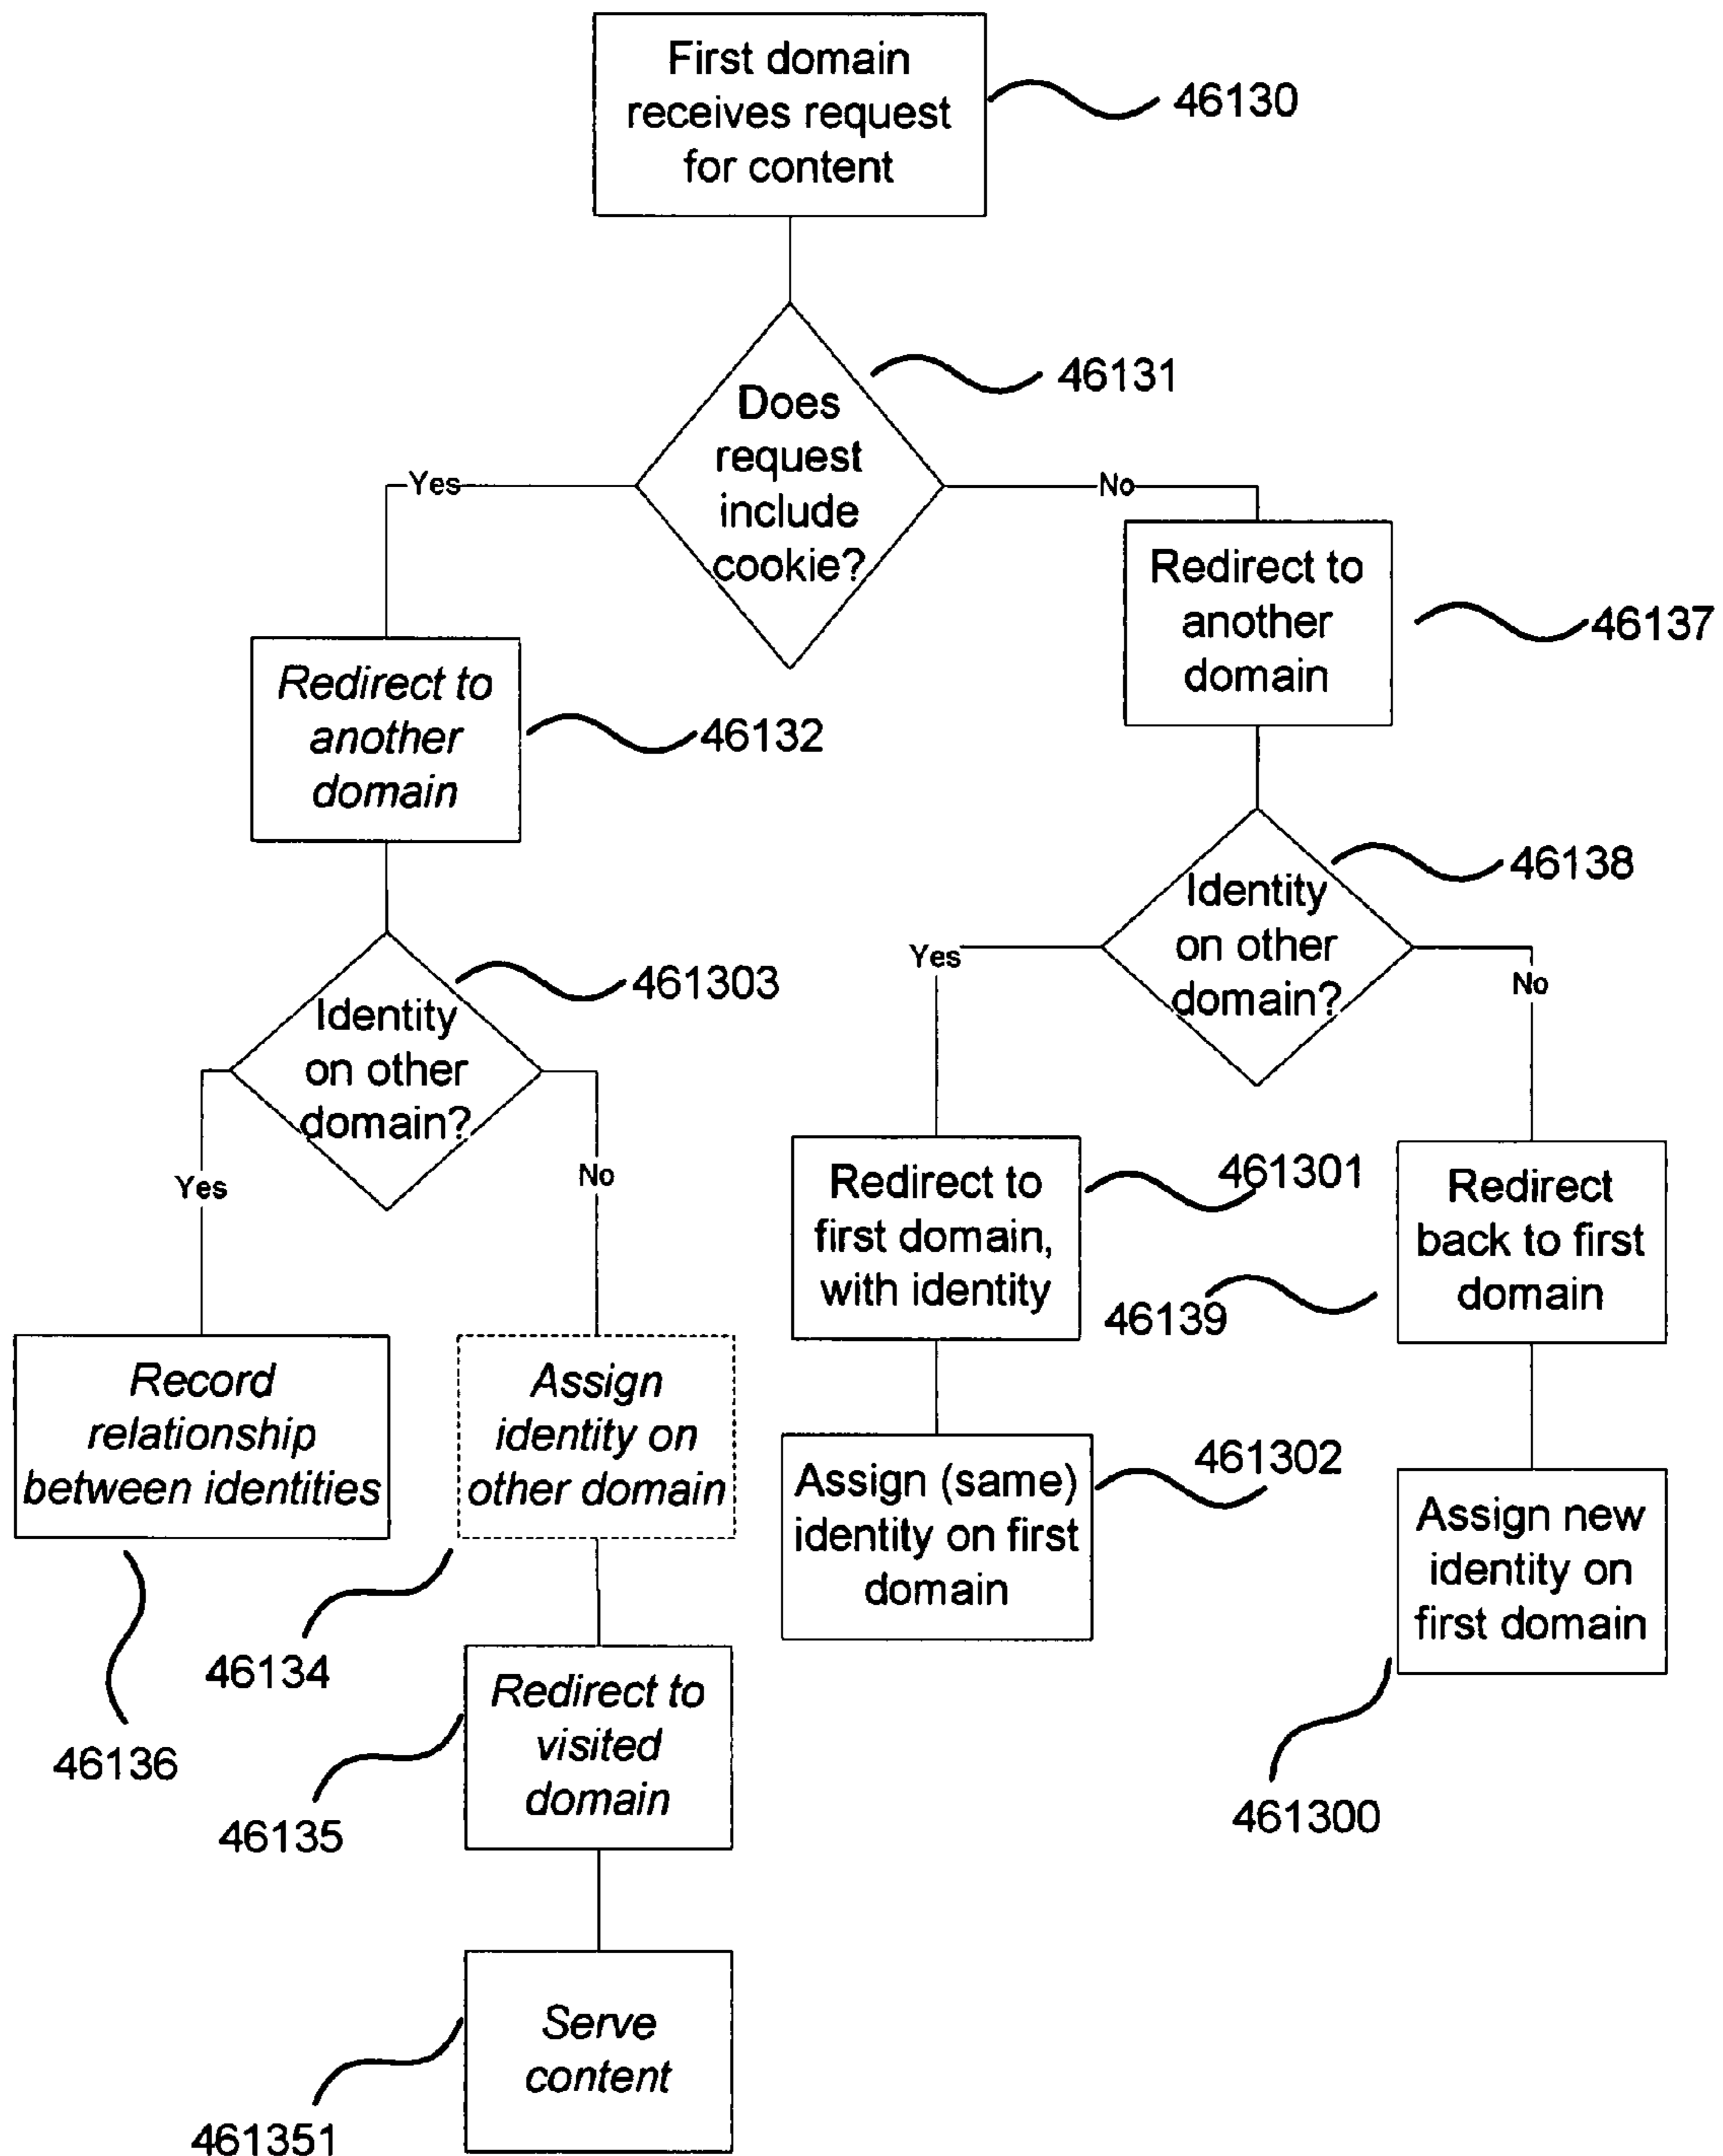 First domain
receives request
for content
46130
Does
request
include
cookie?
46131
Yes
No
Redirect to
another
domain
46137
Redirect to
another
domain
46132
Identity
on other
domain?
46138
Yes
No
Identity
on other
domain?
461303
Yes
No
Redirect to
first domain,
with identity
461301
Redirect
back to first
domain
46139
Record
relationship
between identities
46136
Assign
identity on
other domain
46134
Assign (same)
identity on first
domain
461302
Assign new
identity on
first domain
461300
Redirect to
visited
domain
46135
Serve
content
461351